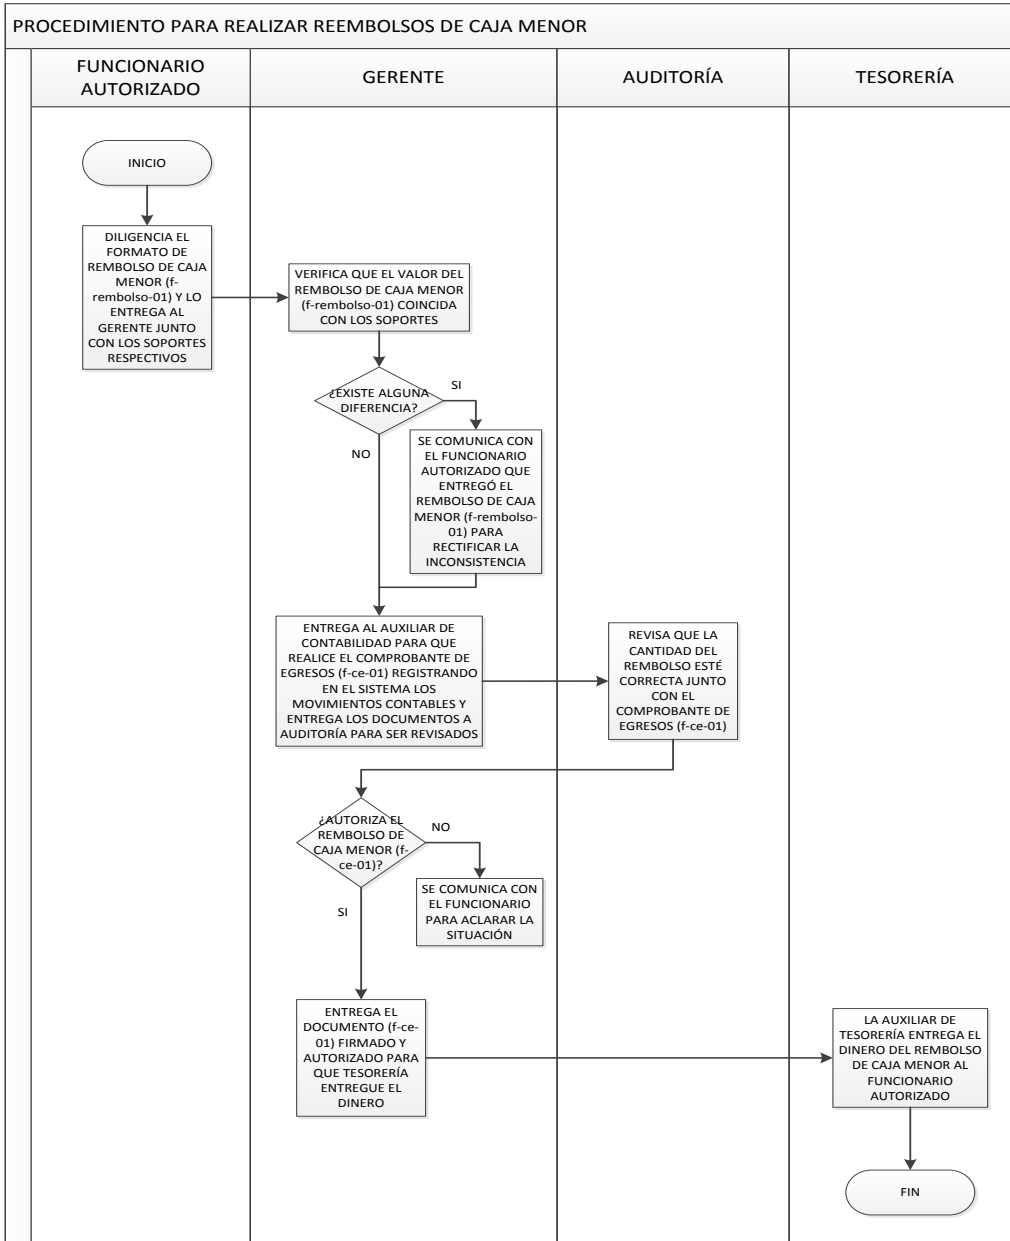 PROCEDIMIENTO PARA REALIZAR REEMBOLSOS DE CAJA MENOR
FUNCIONARIO
AUTORIZADO
GERENTE
AUDITORÍA
TESORERÍA
INICIO
DILIGENCIA EL
FORMATO DE
REMBOLSO DE CAJA
MENOR (f-
rembolso-01) Y LO
ENTREGA AL
GERENTE JUNTO
CON LOS SOPORTES
RESPECTIVOS
VERIFICA QUE EL VALOR DEL
REMBOLSO DE CAJA MENOR
(f-rembolso-01) COINCIDA
CON LOS SOPORTES
¿EXISTE ALGUNA
DIFERENCIA?
SI
NO
SE COMUNICA CON
EL FUNCIONARIO
AUTORIZADO QUE
ENTREGÓ EL
REMBOLSO DE CAJA
MENOR (f-rembolso-
01) PARA
RECTIFICAR LA
INCONSISTENCIA
ENTREGA AL AUXILIAR DE
CONTABILIDAD PARA QUE
REALICE EL COMPROBANTE DE
EGRESOS (f-ce-01) REGISTRANDO
EN EL SISTEMA LOS
MOVIMIENTOS CONTABLES Y
ENTREGA LOS DOCUMENTOS A
AUDITORÍA PARA SER REVISADOS
REVISA QUE LA
CANTIDAD DEL
REMBOLSO ESTÉ
CORRECTA JUNTO
CON EL
COMPROBANTE DE
EGRESOS (f-ce-01)
¿AUTORIZA EL
REMBOLSO DE
CAJA MENOR (f-
ce-01)?
NO
SI
SE COMUNICA CON
EL FUNCIONARIO
PARA ACLARAR LA
SITUACIÓN
ENTREGA EL
DOCUMENTO (f-ce-
01) FIRMADO Y
AUTORIZADO PARA
QUE TESORERÍA
ENTREGUE EL
DINERO
LA AUXILIAR DE
TESORERÍA ENTREGA EL
DINERO DEL REMBOLSO
DE CAJA MENOR AL
FUNCIONARIO
AUTORIZADO
FIN